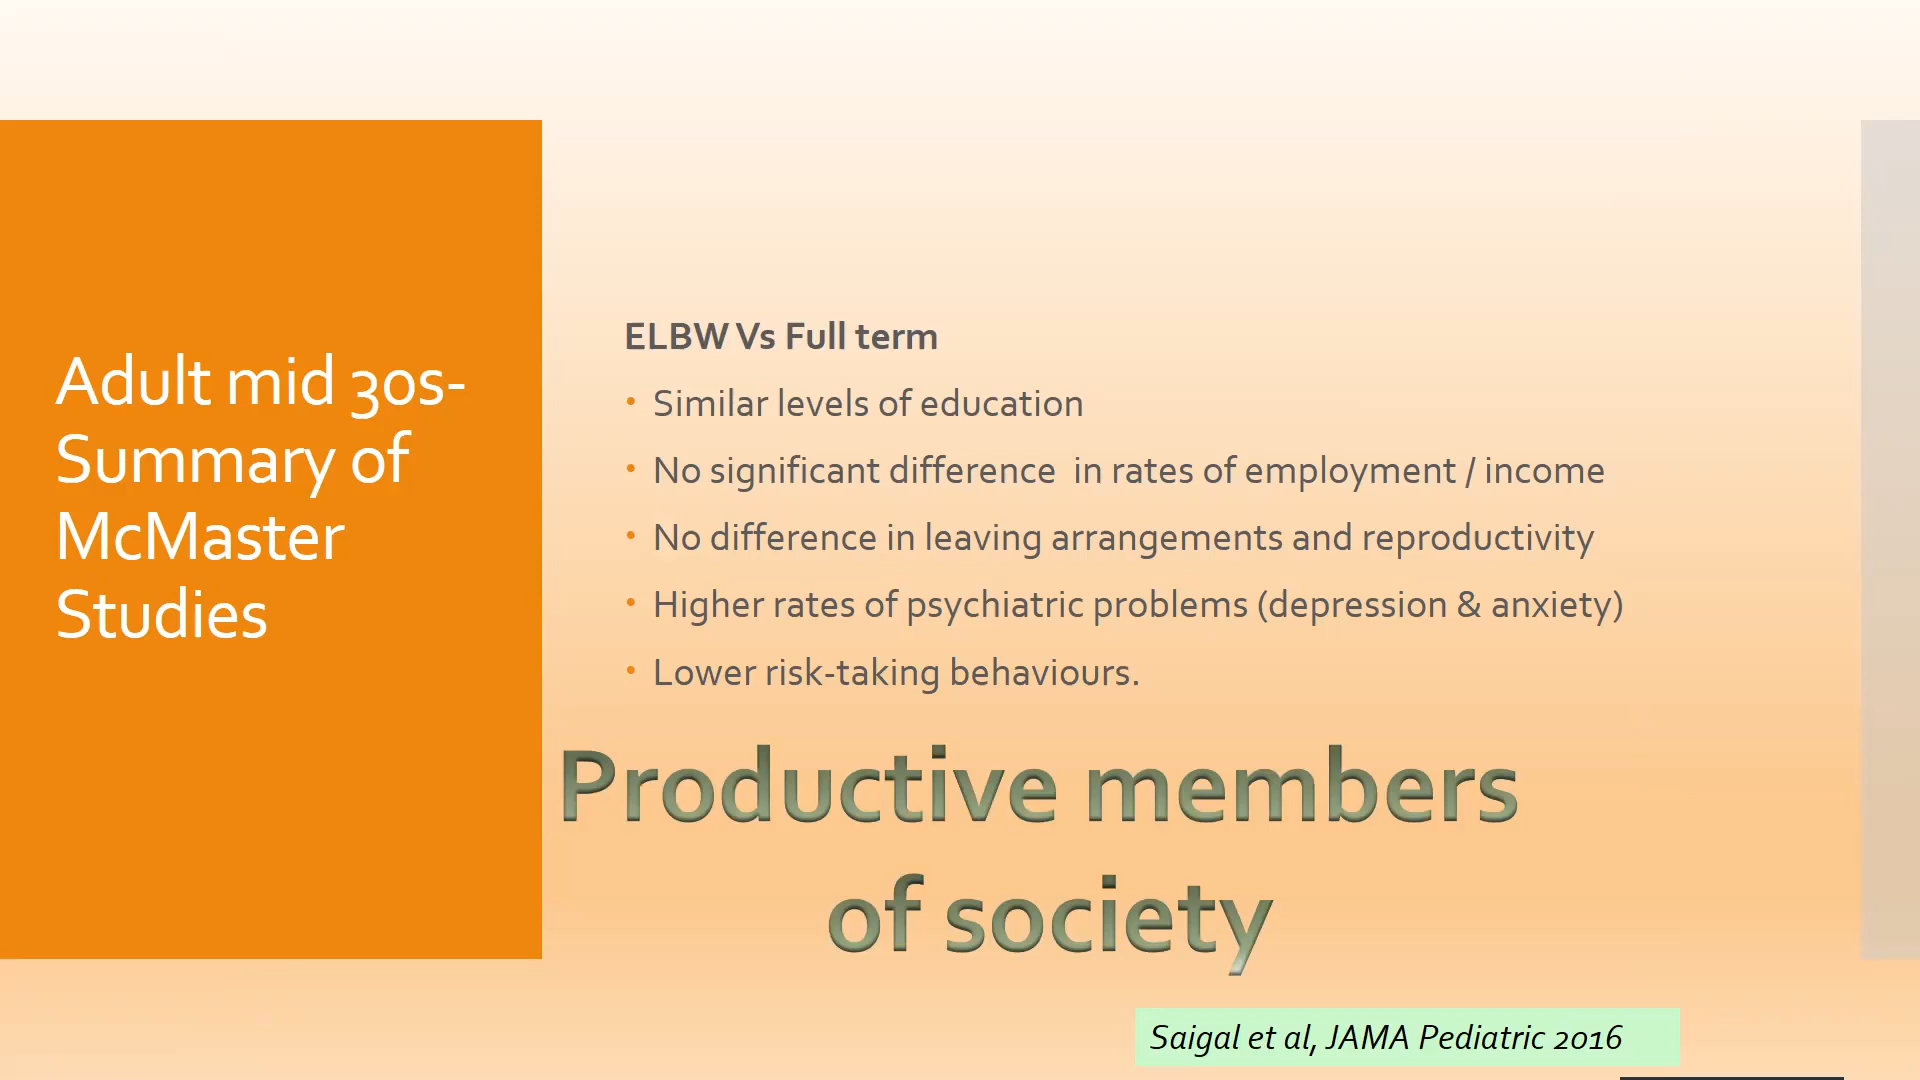 Adult mid 30s-
Summary of
McMaster
Studies
ELBW Vs Full term
• Similar levels of education
• No significant difference  in rates of employment / income
• No difference in leaving arrangements and reproductivity
• Higher rates of psychiatric problems (depression & anxiety)
• Lower risk-taking behaviours.
Productive members
of society
Saigal et al, JAMA Pediatric 2016